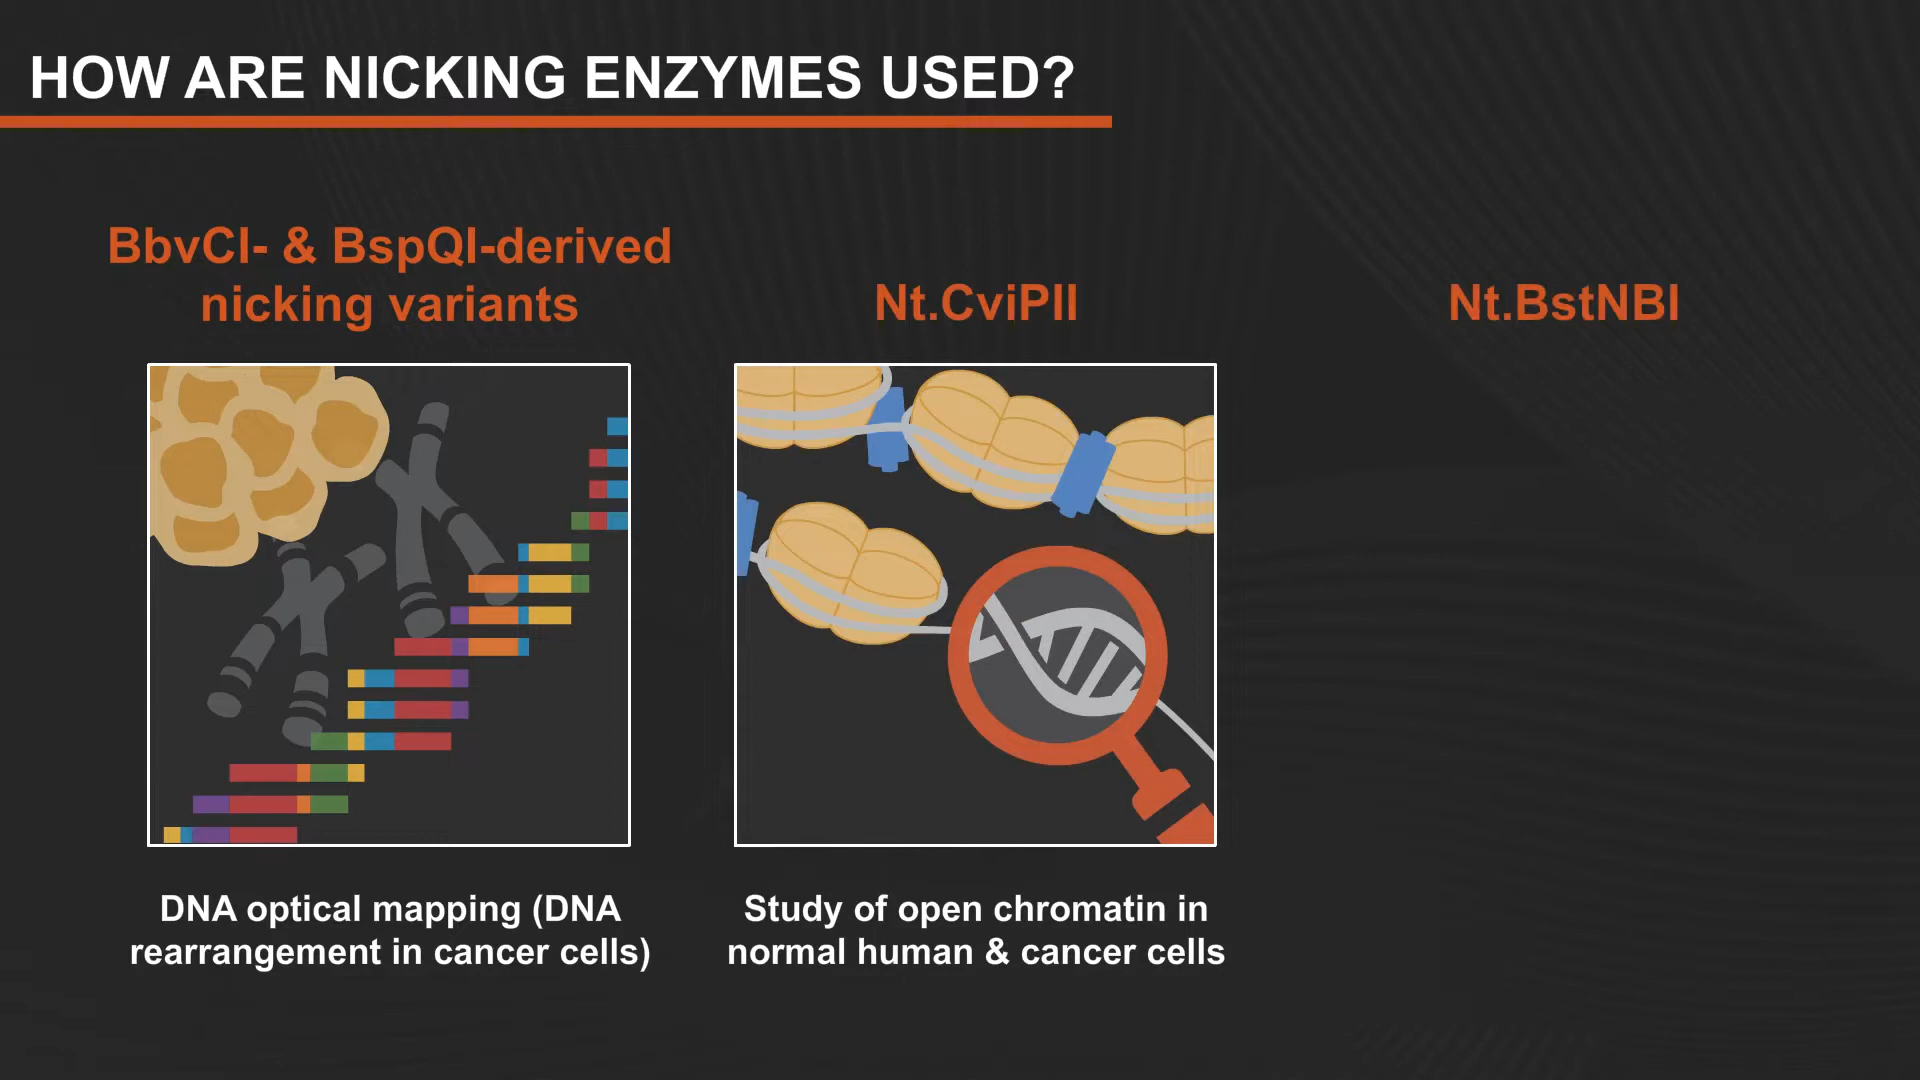 HOW ARE NICKING ENZYMES USED?
BbvCI- & BspQI-derived
nicking variants
Nt.CviPII
Nt.BstNBI
DNA optical mapping (DNA
rearrangement in cancer cells)
Study of open chromatin in
normal human & cancer cells